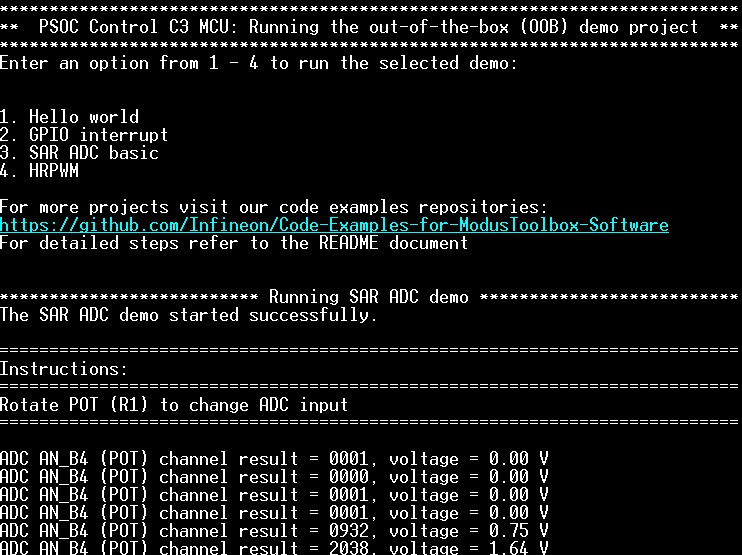 **************************************************************************
**  PSOC Control C3 MCU: Running the out-of-the-box (OOB) demo project  **
**************************************************************************
Enter an option from 1 - 4 to run the selected demo:
1. Hello world
2. GPIO interrupt
3. SAR ADC basic
4. HRPWM
For more projects visit our code examples repositories:
https://github.com/Infineon/Code-Examples-for-ModusToolbox-Software
For detailed steps refer to the README document
************************** Running SAR ADC demo **************************
The SAR ADC demo started successfully.
==========================================================================
Instructions:
==========================================================================
Rotate POT (R1) to change ADC input
==========================================================================
ADC AN_B4 (POT) channel result = 0001, voltage = 0.00 V
ADC AN_B4 (POT) channel result = 0000, voltage = 0.00 V
ADC AN_B4 (POT) channel result = 0001, voltage = 0.00 V
ADC AN_B4 (POT) channel result = 0001, voltage = 0.00 V
ADC AN_B4 (POT) channel result = 0932, voltage = 0.75 V
ADC AN_B4 (POT) channel result = 2038, voltage = 1.64 V